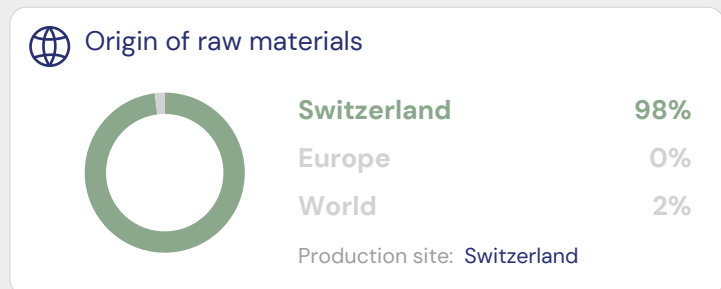 Origin of raw materials
Switzerland 98%
Europe 0%
World 2%
Production site: Switzerland